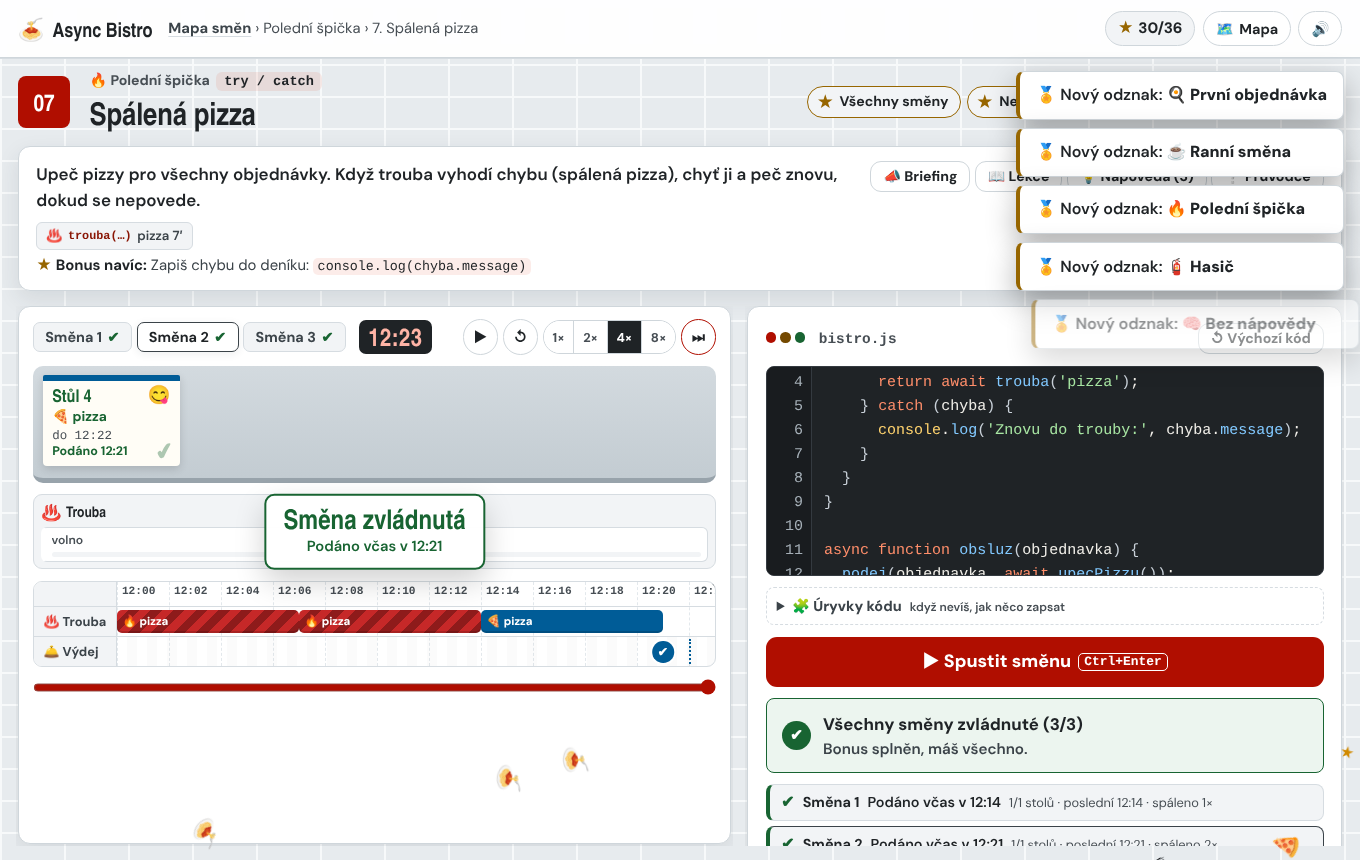 Async Bistro
Mapa směn › Polední špička › 7. Spálená pizza
★ 30/36
Mapa
07
Polední špička try / catch
Spálená pizza
★ Všechny směny
★ Ne
Nový odznak: První objednávka
Nový odznak: Ranní směna
Nový odznak: Polední špička
Nový odznak: Hasič
Nový odznak: Bez nápovědy
Upeč pizzy pro všechny objednávky. Když trouba vyhodí chybu (spálená pizza), chyť ji a peč znovu,
dokud se nepovede.
Briefing
Lekce
trouba(…) pizza 7′
★ Bonus navíc: Zapiš chybu do deníku: console.log(chyba.message)
Směna 1 ✔
Směna 2 ✔
Směna 3 ✔
12:23
1×
2×
4×
8×
Stůl 4
pizza
do 12:22
Podáno 12:21 ✔
Trouba
volno
Směna zvládnutá
Podáno včas v 12:21
12:00 12:02 12:04 12:06 12:08 12:10 12:12 12:14 12:16 12:18 12:20 12:
Trouba pizza pizza pizza
Výdej ✔
bistro.js
Výchozí kód
4 return await trouba('pizza');
5 } catch (chyba) {
6 console.log('Znovu do trouby:', chyba.message);
7 }
8 }
9 }
10
11 async function obsluz(objednavka) {
12 podej(objednavka, await upecPizzu());
Úryvky kódu když nevíš, jak něco zapsat
Spustit směnu Ctrl+Enter
Všechny směny zvládnuté (3/3)
Bonus splněn, máš všechno.
✔ Směna 1 Podáno včas v 12:14 1/1 stolů · poslední 12:14 · spáleno 1×
✔ Směna 2 Podáno včas v 12:21 1/1 stolů · poslední 12:21 · spáleno 2×